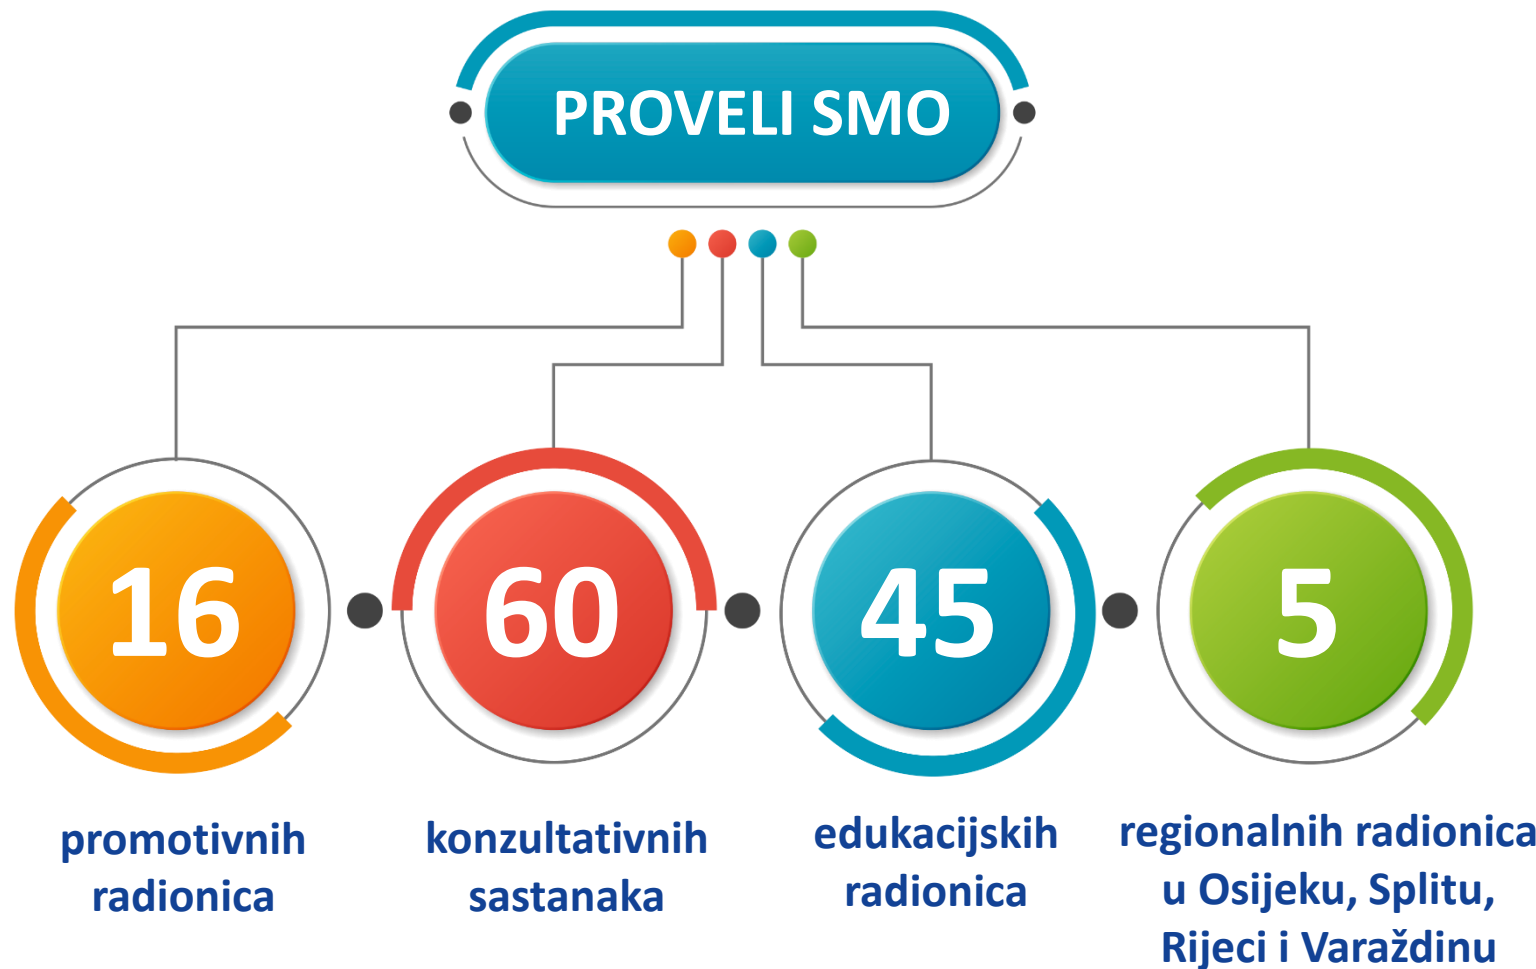 PROVELI SMO
16
60
45
5
promotivnih
radionica
konzultativnih
sastanaka
edukacijskih
radionica
regionalnih radionica
u Osijeku, Splitu,
Rijeci i Varaždinu